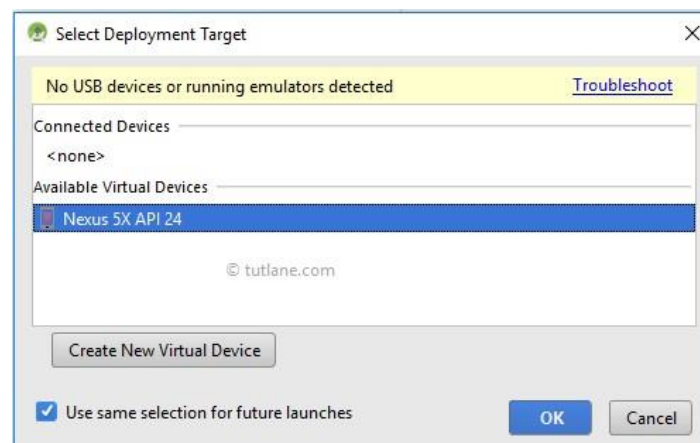 Select Deployment Target
No USB devices or running emulators detected Troubleshoot
Connected Devices
<none>
Available Virtual Devices
Nexus 5X API 24
© tutlane.com
Create New Virtual Device
Use same selection for future launches
OK Cancel